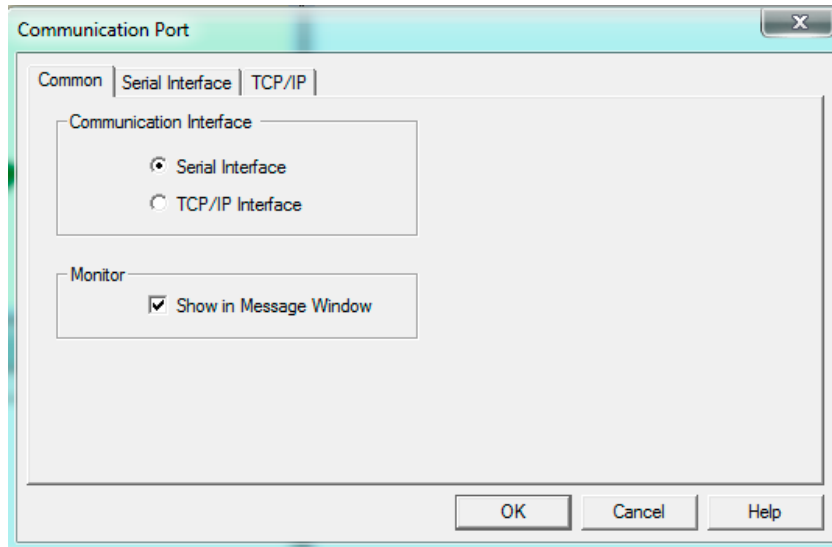 Communication Port
Common Serial Interface TCP/IP
Communication Interface
Serial Interface
TCP/IP Interface
Monitor
Show in Message Window
OK Cancel Help